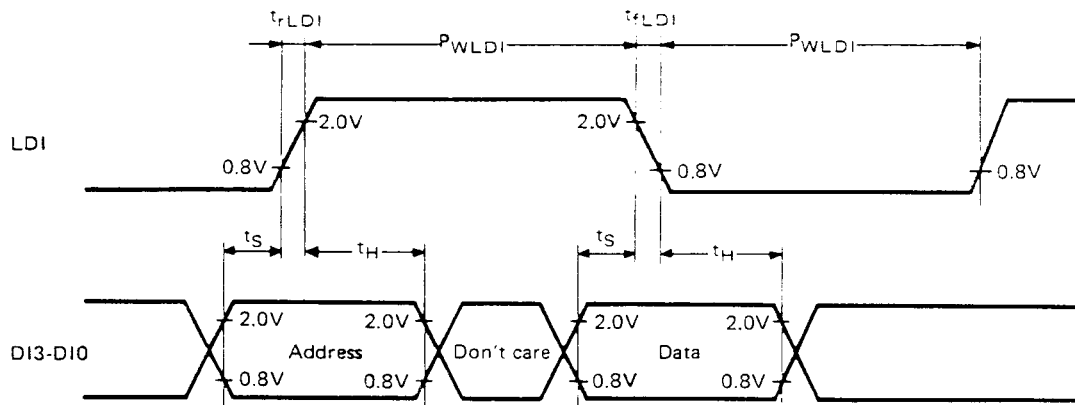 trLDI tfLDI
PWLDI PWLDI
LDI 2.0V 2.0V
0.8V 0.8V 0.8V
tS tH tS tH
2.0V 2.0V 2.0V 2.0V
DI3-DI0 Address Don't care Data
0.8V 0.8V 0.8V 0.8V